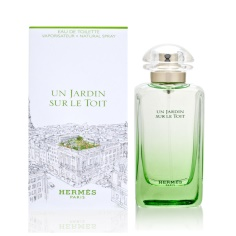 EAU DE TOILETTE
VAPORISATEUR • NATURAL SPRAY
UN JARDIN
SUR LE TOIT
HERMÈS
PARIS
UN JARDIN
SUR LE TOIT
HERMÈS
PARIS